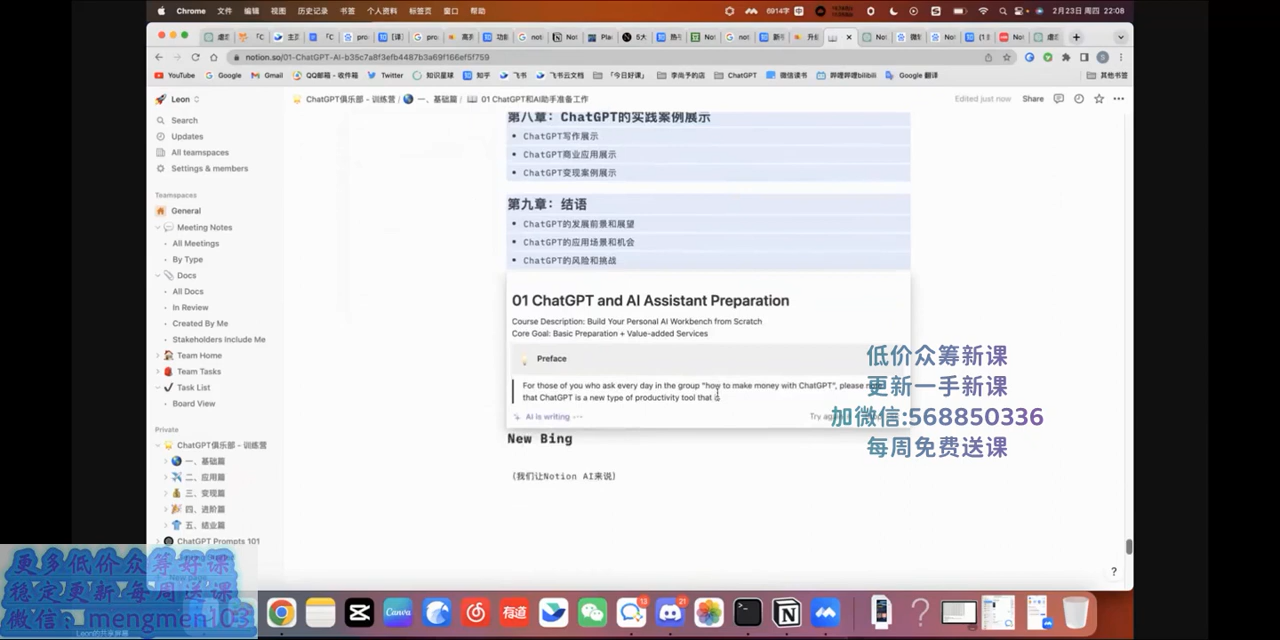 Chrome 文件 编辑 视图 历史记录 书签 个人资料 标签页 窗口 帮助
6914字 2月23日 周四 22:08
notion.so/01-ChatGPT-AI-b35c7a8f3efb4487b3a69f166ef5f759
YouTube Google Gmail QQ邮箱 - 收件箱 Twitter 知识星球 知乎 飞书 飞书云文档 「今日好课」 李尚予的店 ChatGPT 微信读书 哔哩哔哩bilibili Google 翻译 其他书签
Leon
ChatGPT俱乐部 - 训练营 / 一、基础篇 / 01 ChatGPT和AI助手准备工作
Edited just now Share
Search
Updates
All teamspaces
Settings & members
Teamspaces
General
Meeting Notes
All Meetings
By Type
Docs
All Docs
In Review
Created By Me
Stakeholders Include Me
Team Home
Team Tasks
Task List
Board View
Private
ChatGPT俱乐部 - 训练营
一、基础篇
二、应用篇
三、变现篇
四、进阶篇
五、结业篇
ChatGPT Prompts 101
第八章: ChatGPT的实践案例展示
• ChatGPT写作展示
• ChatGPT商业应用展示
• ChatGPT变现案例展示
第九章: 结语
• ChatGPT的发展前景和展望
• ChatGPT的应用场景和机会
• ChatGPT的风险和挑战
01 ChatGPT and AI Assistant Preparation
Course Description: Build Your Personal AI Workbench from Scratch
Core Goal: Basic Preparation + Value-added Services
Preface
For those of you who ask every day in the group "how to make money with ChatGPT", please
that ChatGPT is a new type of productivity tool that
AI is writing Try again
New Bing
(我们让Notion AI来说)
低价众筹新课
更新一手新课
加微信:568850336
每周免费送课
更多低价众筹好课
稳定更新 每周送课
微信: mengmen103
Leon的共享屏幕
Canva 有道
13
21
?